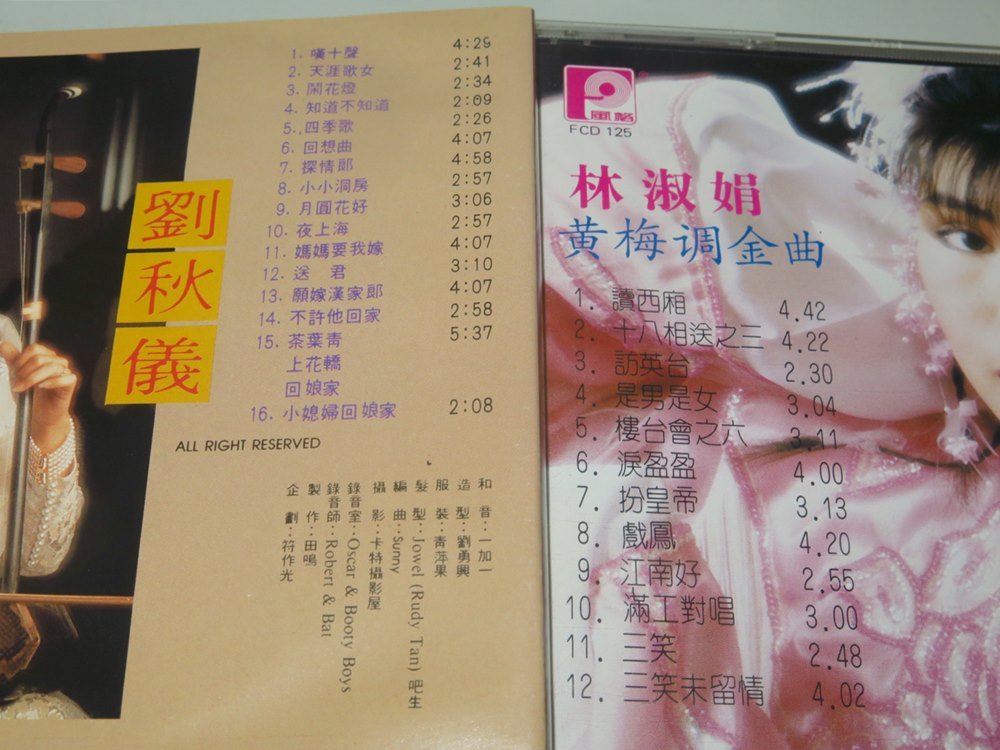 1. 嘆十聲 4:29
2. 天涯歌女 2:41
3. 鬧花燈 2:34
4. 知道不知道 2:09
5. 四季歌 2:26
6. 回想曲 4:07
7. 探情郎 4:58
8. 小小洞房 2:57
9. 月圓花好 3:06
10. 夜上海 2:57
11. 媽媽要我嫁 4:07
12. 送 君 3:10
13. 願嫁漢家郎 4:07
14. 不許他回家 2:58
15. 茶葉青 5:37
上花轎
回娘家
16. 小媳婦回娘家 2:08
劉秋儀
ALL RIGHT RESERVED
和音：一加一
造型：劉勇興
服裝：青萍果
髮型：Jowel (Rudy Tan) 吧生
編曲：Sunny
攝影：卡特攝影屋
錄音室：Oscar & Booty Boys
錄音師：Robert & Bat
製作：田鳴
企劃：符作光
風格
®
FCD 125
林淑娟
黄梅调金曲
1. 讀西廂 4.42
2. 十八相送之三 4.22
3. 訪英台 2.30
4. 是男是女 3.04
5. 樓台會之六 3.11
6. 淚盈盈 4.00
7. 扮皇帝 3.13
8. 戲鳳 4.20
9. 江南好 2.55
10. 滿工對唱 3.00
11. 三笑 2.48
12. 三笑未留情 4.02